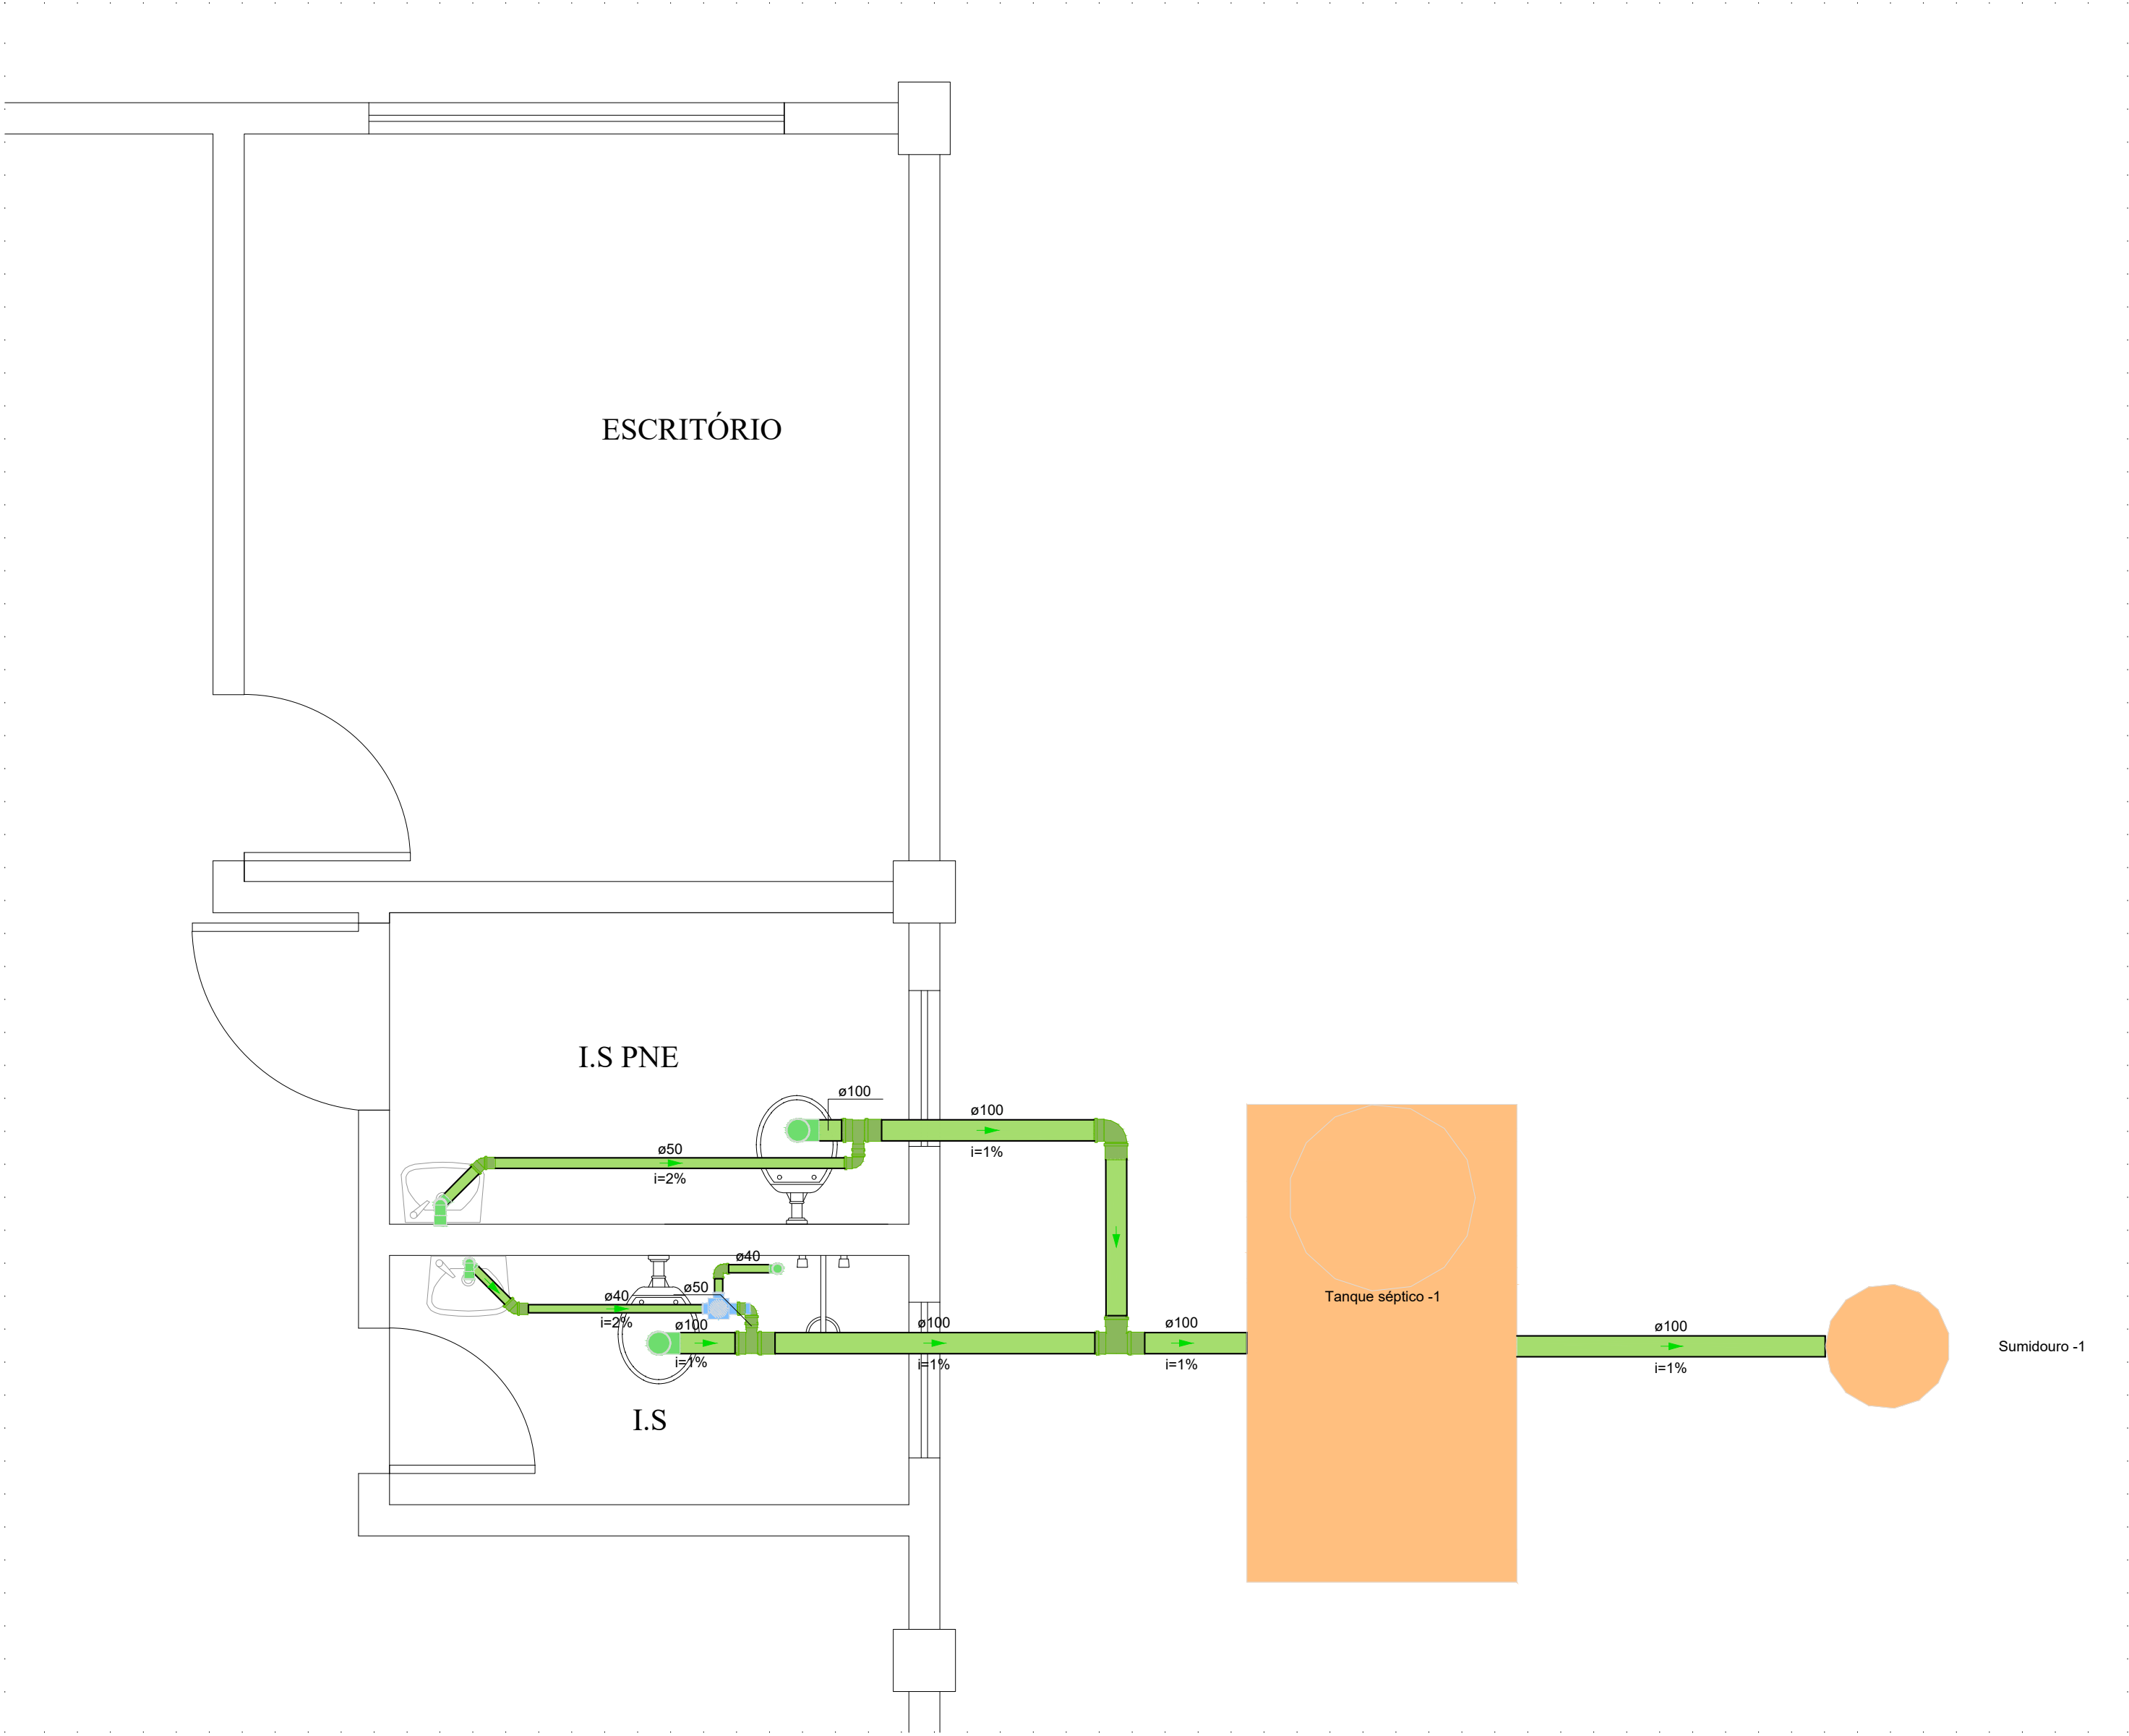 ESCRITÓRIO
I.S PNE
ø100
ø100
i=1%
ø50
i=2%
ø40
ø50
ø40
i=2%
ø100
i=1%
ø100
i=1%
ø100
i=1%
Tanque séptico -1
ø100
i=1%
Sumidouro -1
I.S